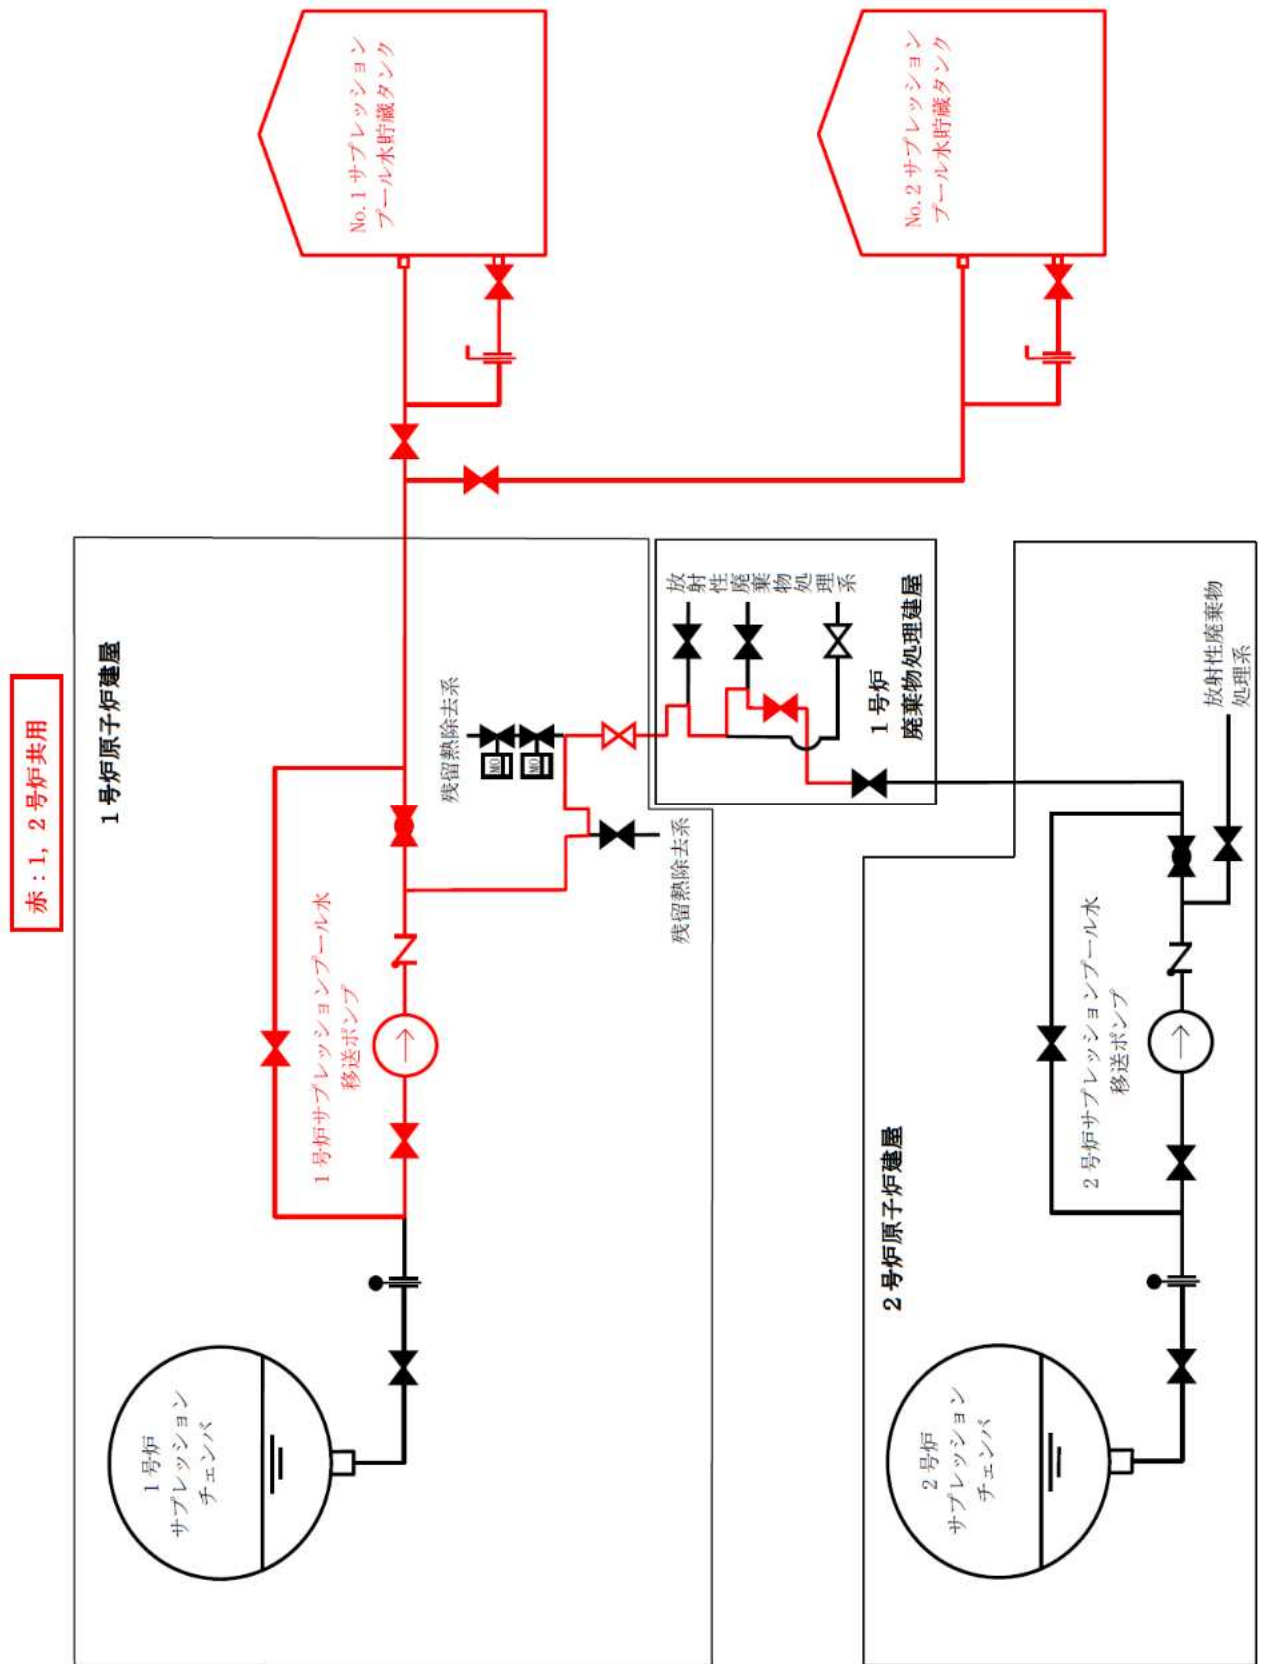 赤：1，2号炉共用
1号炉原子炉建屋
No.1サプレッション
プール水貯蔵タンク
No.2サプレッション
プール水貯蔵タンク
1号炉サプレッションプール水
移送ポンプ
残留熱除去系
MO
MO
残留熱除去系
放射性廃棄物処理系
1号炉
廃棄物処理建屋
1号炉
サプレッション
チェンバ
2号炉原子炉建屋
2号炉サプレッションプール水
移送ポンプ
放射性廃棄物
処理系
2号炉
サプレッション
チェンバ